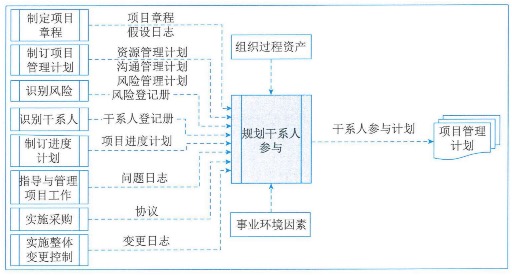 制定项目
章程
项目章程
假设日志
制订项目
管理计划
资源管理计划
沟通管理计划
风险管理计划
识别风险
风险登记册
识别干系人
干系人登记册
制订进度
计划
项目进度计划
指导与管理
项目工作
问题日志
实施采购
协议
实施整体
变更控制
变更日志
组织过程资产
规划干系人
参与
事业环境因素
干系人参与计划
项目管理
计划